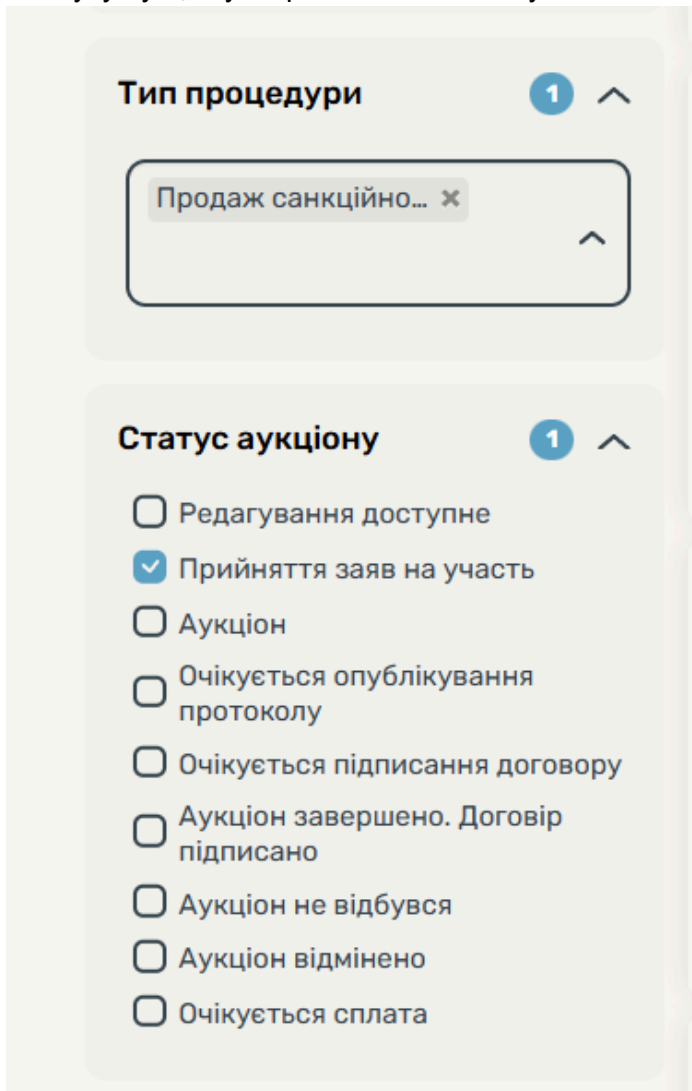 Тип процедури 1
Продаж санкційно...
Статус аукціону 1
Редагування доступне
Прийняття заяв на участь
Аукціон
Очікується опублікування
протоколу
Очікується підписання договору
Аукціон завершено. Договір
підписано
Аукціон не відбувся
Аукціон відмінено
Очікується сплата